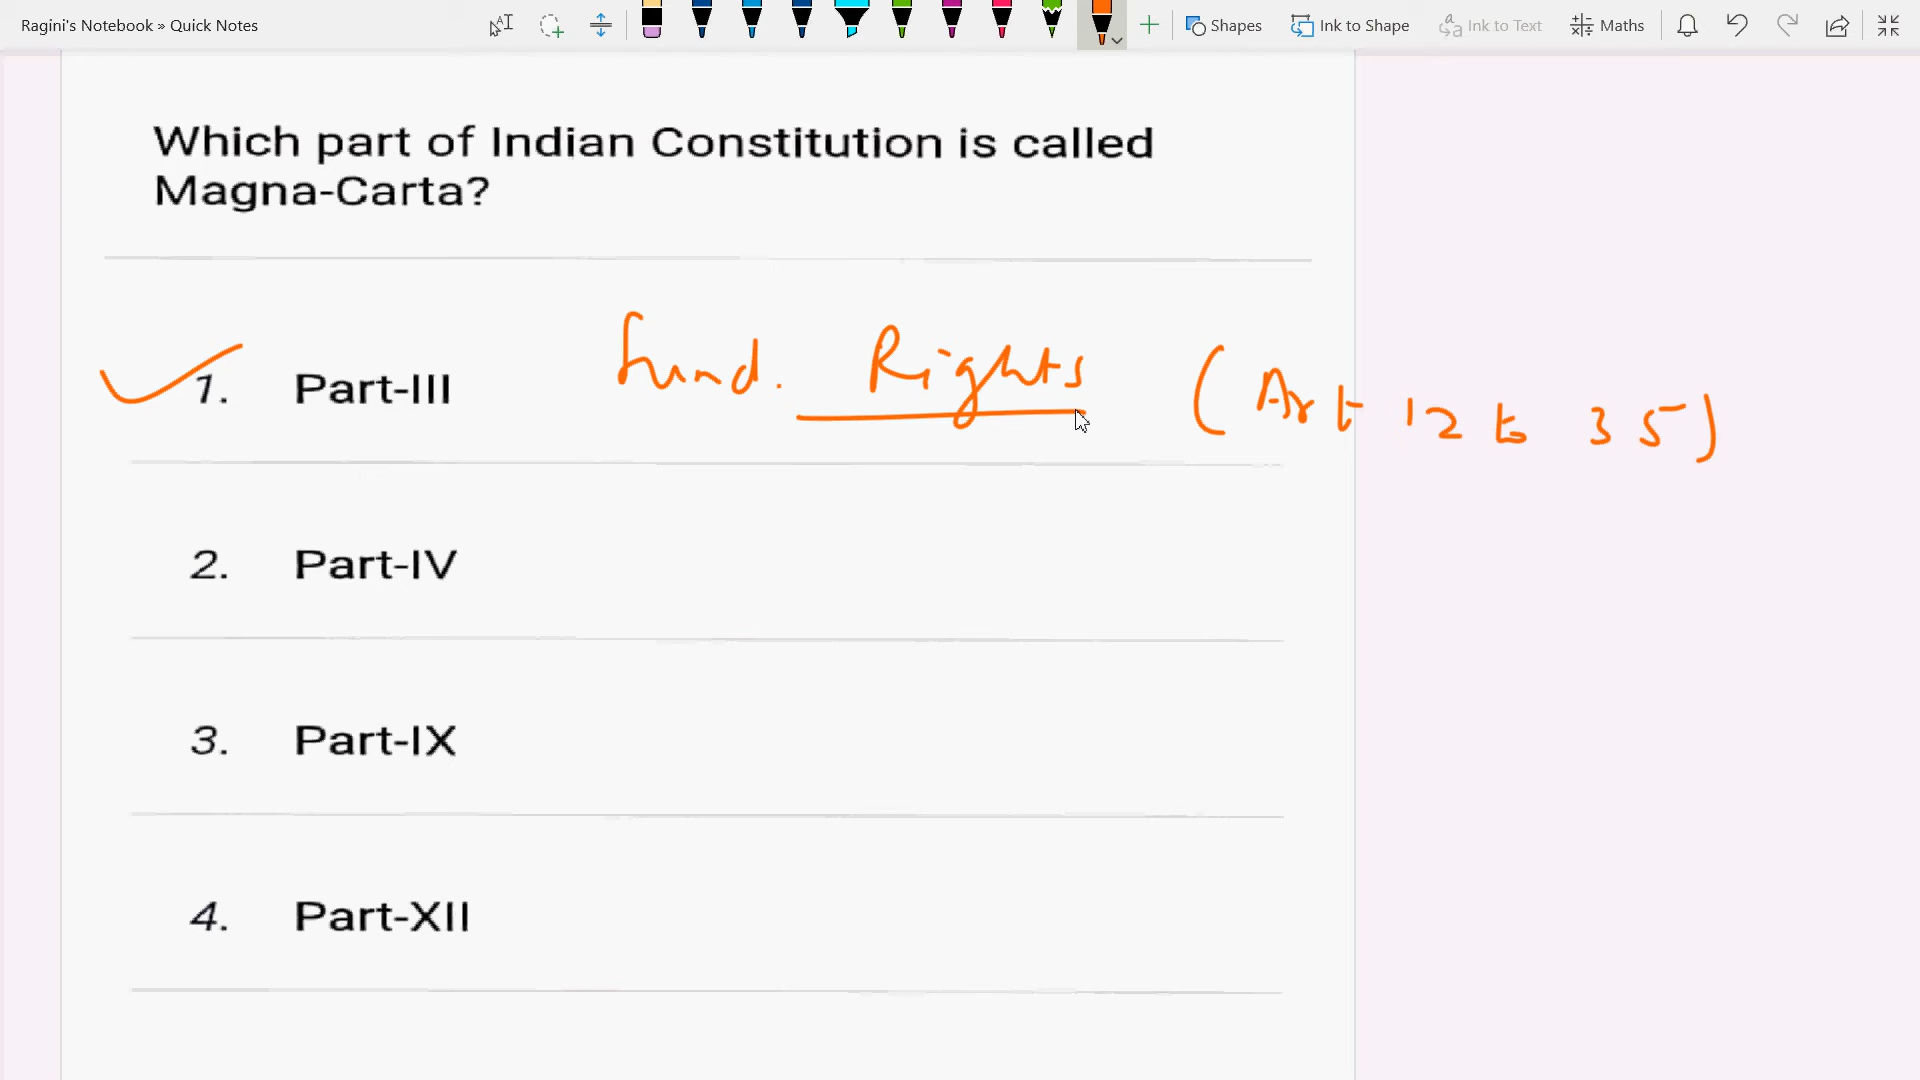 Ragini's Notebook » Quick Notes
Shapes
Ink to Shape
Ink to Text
Maths
Which part of Indian Constitution is called
Magna-Carta?
1. Part-III Fund. Rights (Art 12 to 35)
2. Part-IV
3. Part-IX
4. Part-XII